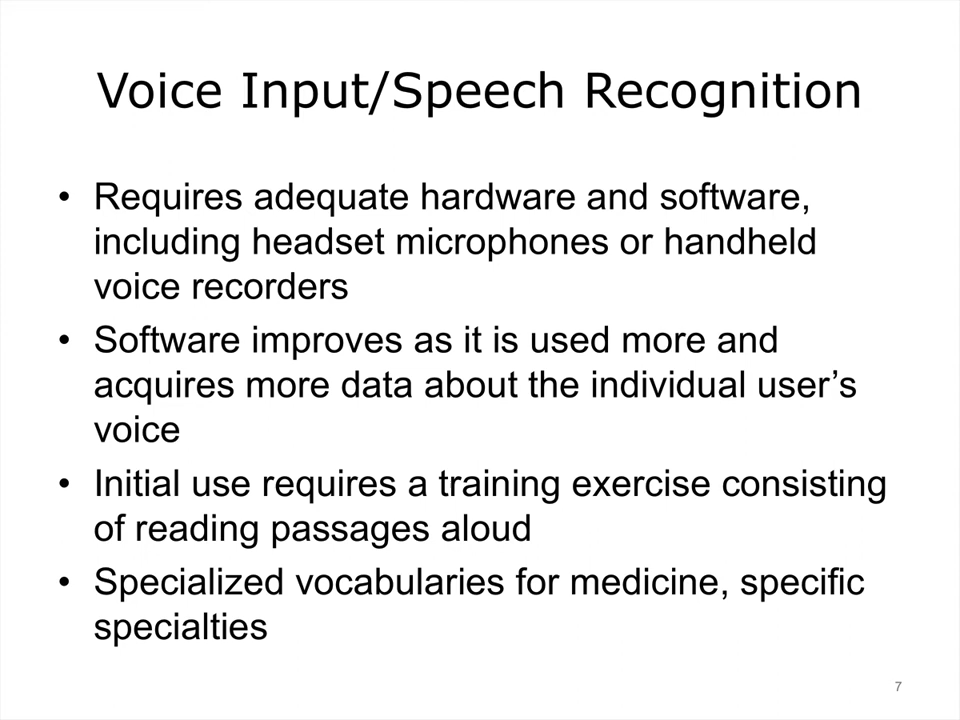 Voice Input/Speech Recognition
• Requires adequate hardware and software,
including headset microphones or handheld
voice recorders
• Software improves as it is used more and
acquires more data about the individual user’s
voice
• Initial use requires a training exercise consisting
of reading passages aloud
• Specialized vocabularies for medicine, specific
specialties
7